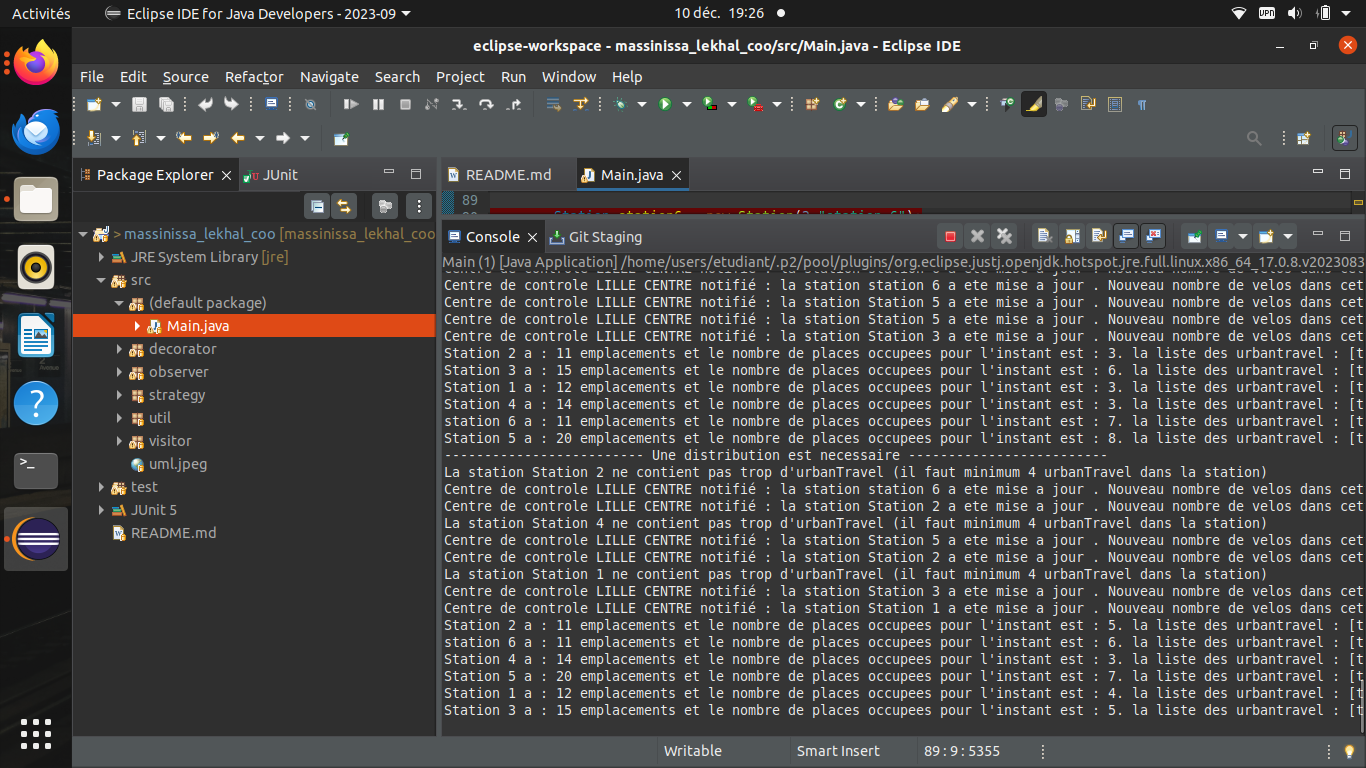 Activités Eclipse IDE for Java Developers - 2023-09 10 déc. 19:26 VPN
eclipse-workspace - massinissa_lekhal_coo/src/Main.java - Eclipse IDE
File Edit Source Refactor Navigate Search Project Run Window Help
Package Explorer JUnit
README.md Main.java
89
Station station6 = new Station(3,"station 6")
Console Git Staging
Main (1) [Java Application] /home/users/etudiant/.p2/pool/plugins/org.eclipse.justj.openjdk.hotspot.jre.full.linux.x86_64_17.0.8.v2023083
> massinissa_lekhal_coo [massinissa_lekhal_coo
JRE System Library [jre]
src
(default package)
Main.java
decorator
observer
strategy
util
visitor
uml.jpeg
test
JUnit 5
README.md
Centre de controle LILLE CENTRE notifié : la station station 6 a ete mise a jour . Nouveau nombre de velos dans cet
Centre de controle LILLE CENTRE notifié : la station Station 5 a ete mise a jour . Nouveau nombre de velos dans cet
Centre de controle LILLE CENTRE notifié : la station Station 5 a ete mise a jour . Nouveau nombre de velos dans cet
Centre de controle LILLE CENTRE notifié : la station Station 3 a ete mise a jour . Nouveau nombre de velos dans cet
Station 2 a : 11 emplacements et le nombre de places occupees pour l'instant est : 3. la liste des urbantravel : [t
Station 3 a : 15 emplacements et le nombre de places occupees pour l'instant est : 6. la liste des urbantravel : [t
Station 1 a : 12 emplacements et le nombre de places occupees pour l'instant est : 3. la liste des urbantravel : [t
Station 4 a : 14 emplacements et le nombre de places occupees pour l'instant est : 3. la liste des urbantravel : [t
station 6 a : 11 emplacements et le nombre de places occupees pour l'instant est : 7. la liste des urbantravel : [t
Station 5 a : 20 emplacements et le nombre de places occupees pour l'instant est : 8. la liste des urbantravel : [t
------------------------- Une distribution est necessaire -------------------------
La station Station 2 ne contient pas trop d'urbanTravel (il faut minimum 4 urbanTravel dans la station)
Centre de controle LILLE CENTRE notifié : la station station 6 a ete mise a jour . Nouveau nombre de velos dans cet
Centre de controle LILLE CENTRE notifié : la station Station 2 a ete mise a jour . Nouveau nombre de velos dans cet
La station Station 4 ne contient pas trop d'urbanTravel (il faut minimum 4 urbanTravel dans la station)
Centre de controle LILLE CENTRE notifié : la station Station 5 a ete mise a jour . Nouveau nombre de velos dans cet
Centre de controle LILLE CENTRE notifié : la station Station 2 a ete mise a jour . Nouveau nombre de velos dans cet
La station Station 1 ne contient pas trop d'urbanTravel (il faut minimum 4 urbanTravel dans la station)
Centre de controle LILLE CENTRE notifié : la station Station 3 a ete mise a jour . Nouveau nombre de velos dans cet
Centre de controle LILLE CENTRE notifié : la station Station 1 a ete mise a jour . Nouveau nombre de velos dans cet
Station 2 a : 11 emplacements et le nombre de places occupees pour l'instant est : 5. la liste des urbantravel : [t
station 6 a : 11 emplacements et le nombre de places occupees pour l'instant est : 6. la liste des urbantravel : [t
Station 4 a : 14 emplacements et le nombre de places occupees pour l'instant est : 3. la liste des urbantravel : [t
Station 5 a : 20 emplacements et le nombre de places occupees pour l'instant est : 7. la liste des urbantravel : [t
Station 1 a : 12 emplacements et le nombre de places occupees pour l'instant est : 4. la liste des urbantravel : [t
Station 3 a : 15 emplacements et le nombre de places occupees pour l'instant est : 5. la liste des urbantravel : [t
Writable Smart Insert 89 : 9 : 5355